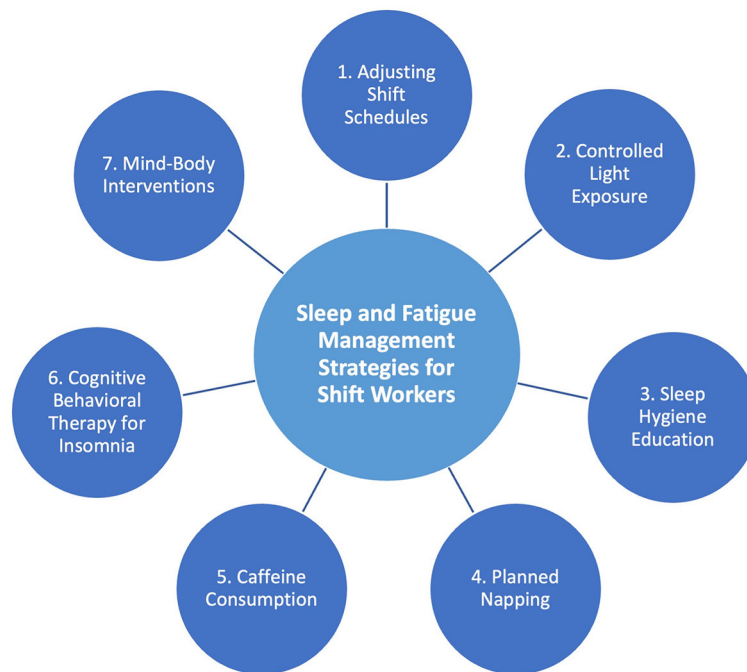 1. Adjusting
Shift
Schedules
2. Controlled
Light
Exposure
3. Sleep
Hygiene
Education
4. Planned
Napping
5. Caffeine
Consumption
6. Cognitive
Behavioral
Therapy for
Insomnia
7. Mind-Body
Interventions
Sleep and Fatigue
Management
Strategies for
Shift Workers